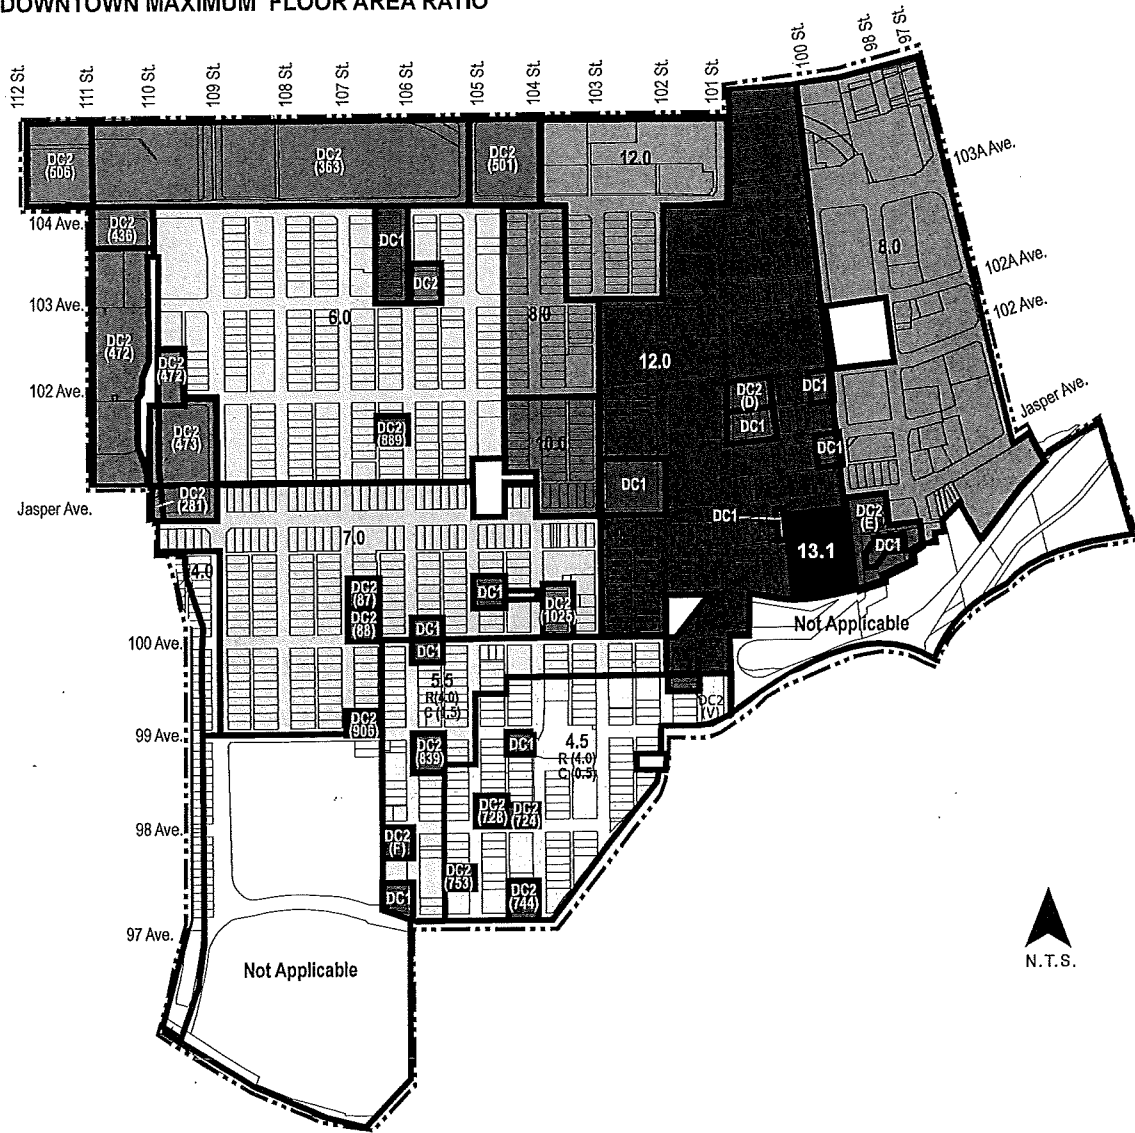 DOWNTOWN MAXIMUM FLOOR AREA RATIO
112 St.
111 St.
110 St.
109 St.
108 St.
107 St.
106 St.
105 St.
104 St.
103 St.
102 St.
101 St.
100 St.
98 St.
97 St.
DC2
(506)
DC2
(363)
DC2
(501)
12.0
103A Ave.
104 Ave.
DC2
(436)
DC1
DC2
8.0
102A Ave.
103 Ave.
6.0
8.0
102 Ave.
DC2
(472)
DC2
(472)
12.0
102 Ave.
DC2
(D)
DC1
DC1
Jasper Ave.
DC2
(473)
DC2
(889)
10.0
DC1
DC1
DC2
(281)
Jasper Ave.
DC1
DC2
(E)
7.0
13.1
DC1
4.0
DC2
(87)
DC2
(88)
DC1
DC2
(1025)
Not Applicable
100 Ave.
DC1
DC1
5.5
R(4.0)
C (1.5)
DC2
(V)
99 Ave.
DC2
(906)
DC2
(839)
DC1
4.5
R (4.0)
C (0.5)
DC2
(728)
DC2
(724)
98 Ave.
DC2
(F)
DC2
(753)
DC1
DC2
(744)
97 Ave.
Not Applicable
N.T.S.